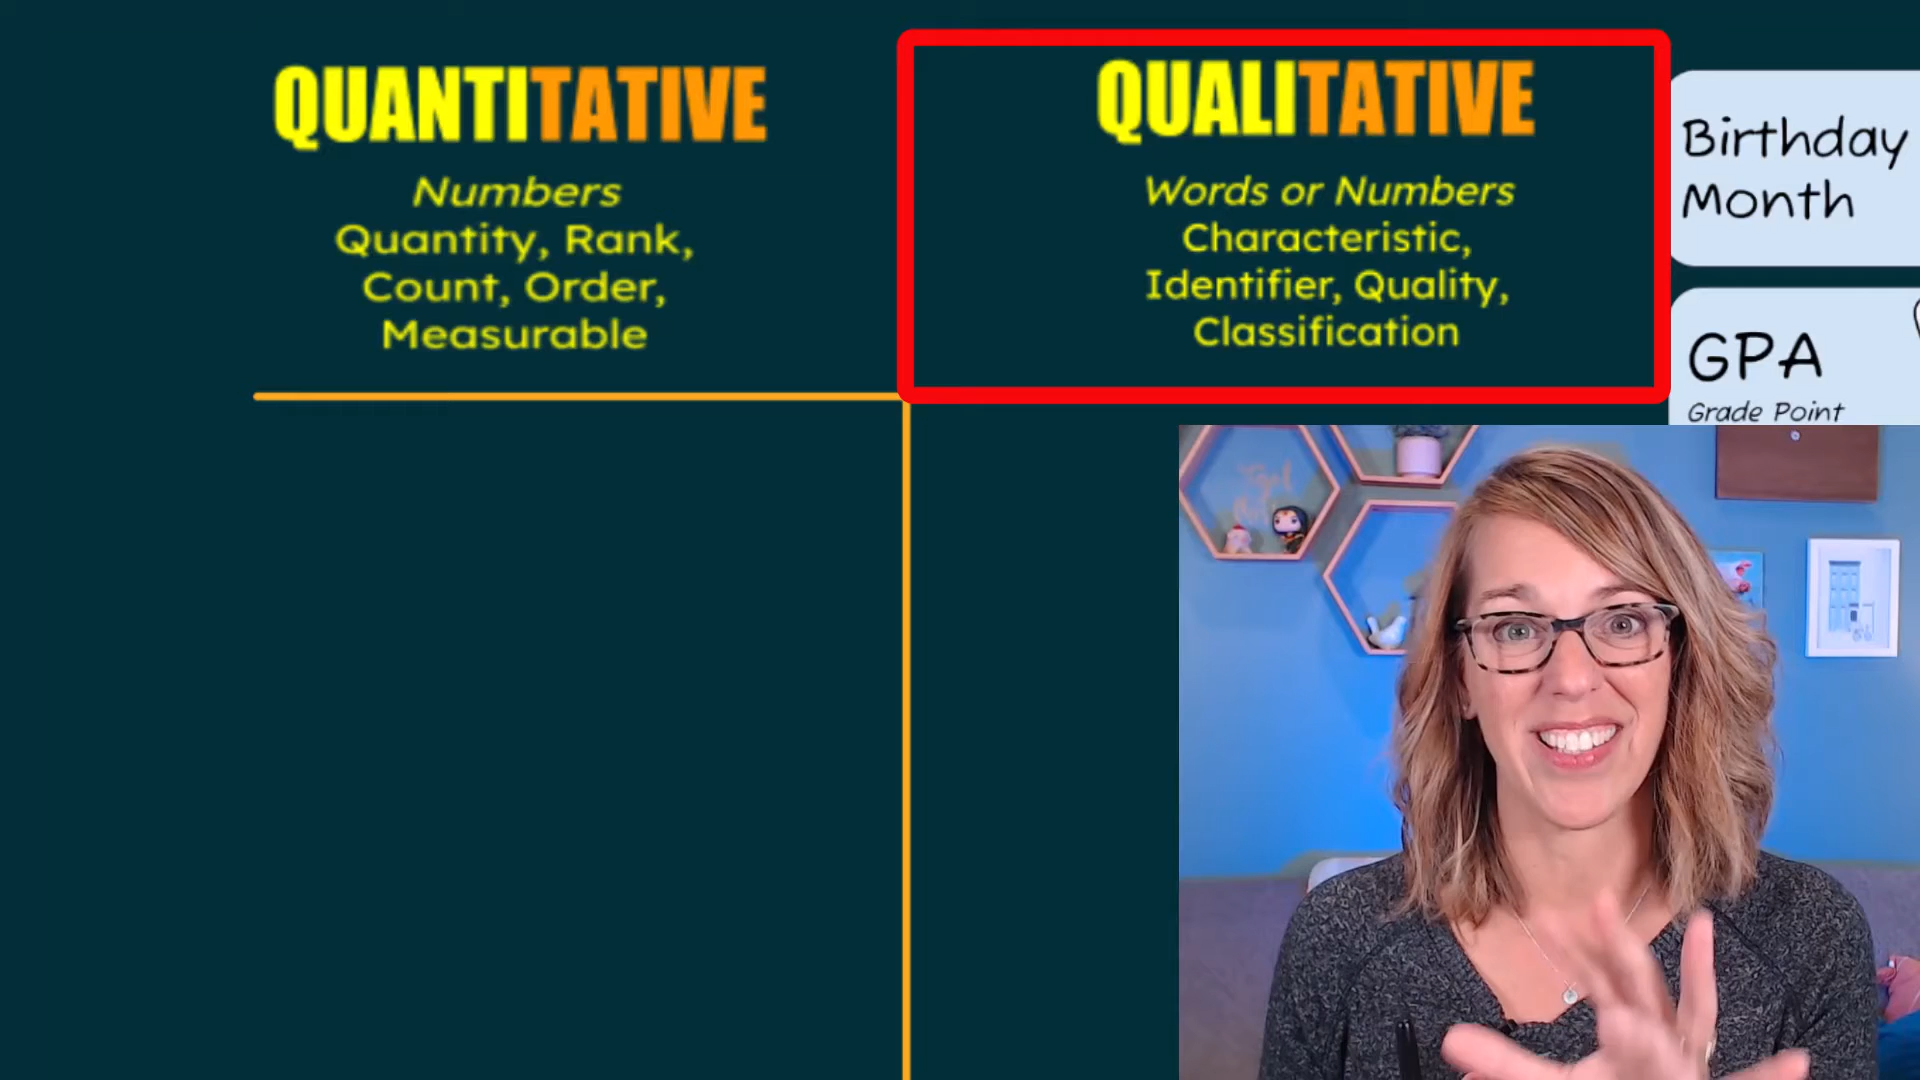 QUANTITATIVE
Numbers
Quantity, Rank,
Count, Order,
Measurable
QUALITATIVE
Words or Numbers
Characteristic,
Identifier, Quality,
Classification
Birthday
Month
GPA
Grade Point